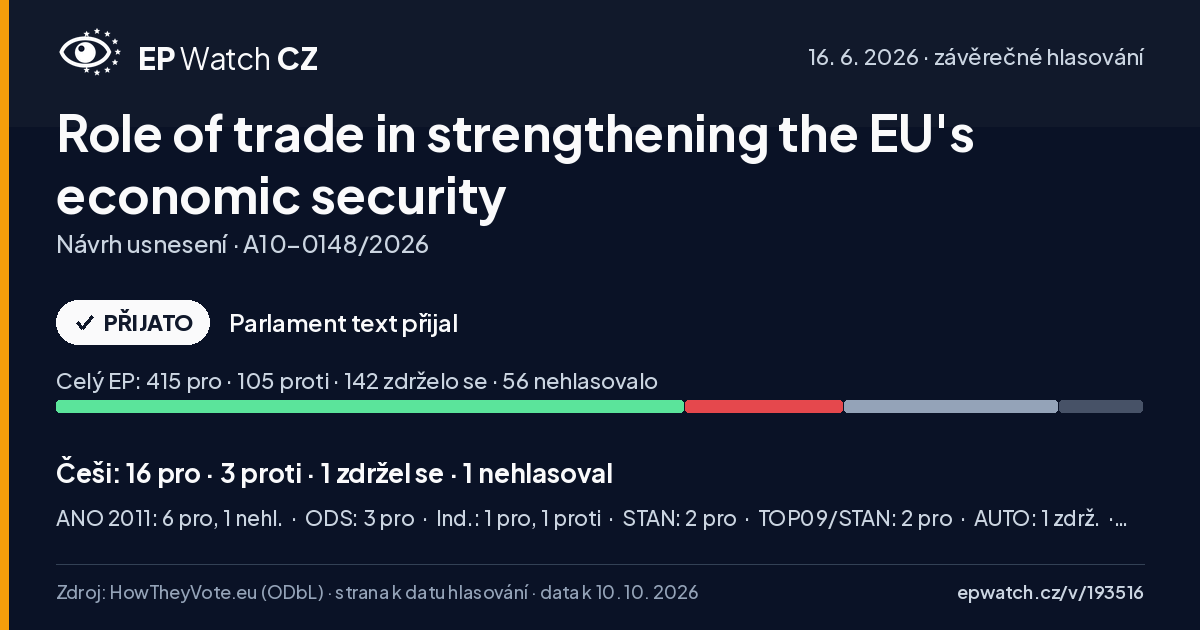 EP Watch CZ
16. 6. 2026 · závěrečné hlasování
Role of trade in strengthening the EU's
economic security
Návrh usnesení · A10–0148/2026
✓ PŘIJATO Parlament text přijal
Celý EP: 415 pro · 105 proti · 142 zdrželo se · 56 nehlasovalo
Češi: 16 pro · 3 proti · 1 zdržel se · 1 nehlasoval
ANO 2011: 6 pro, 1 nehl. · ODS: 3 pro · Ind.: 1 pro, 1 proti · STAN: 2 pro · TOP09/STAN: 2 pro · AUTO: 1 zdrž. ·…
Zdroj: HowTheyVote.eu (ODbL) · strana k datu hlasování · data k 10. 10. 2026
epwatch.cz/v/193516